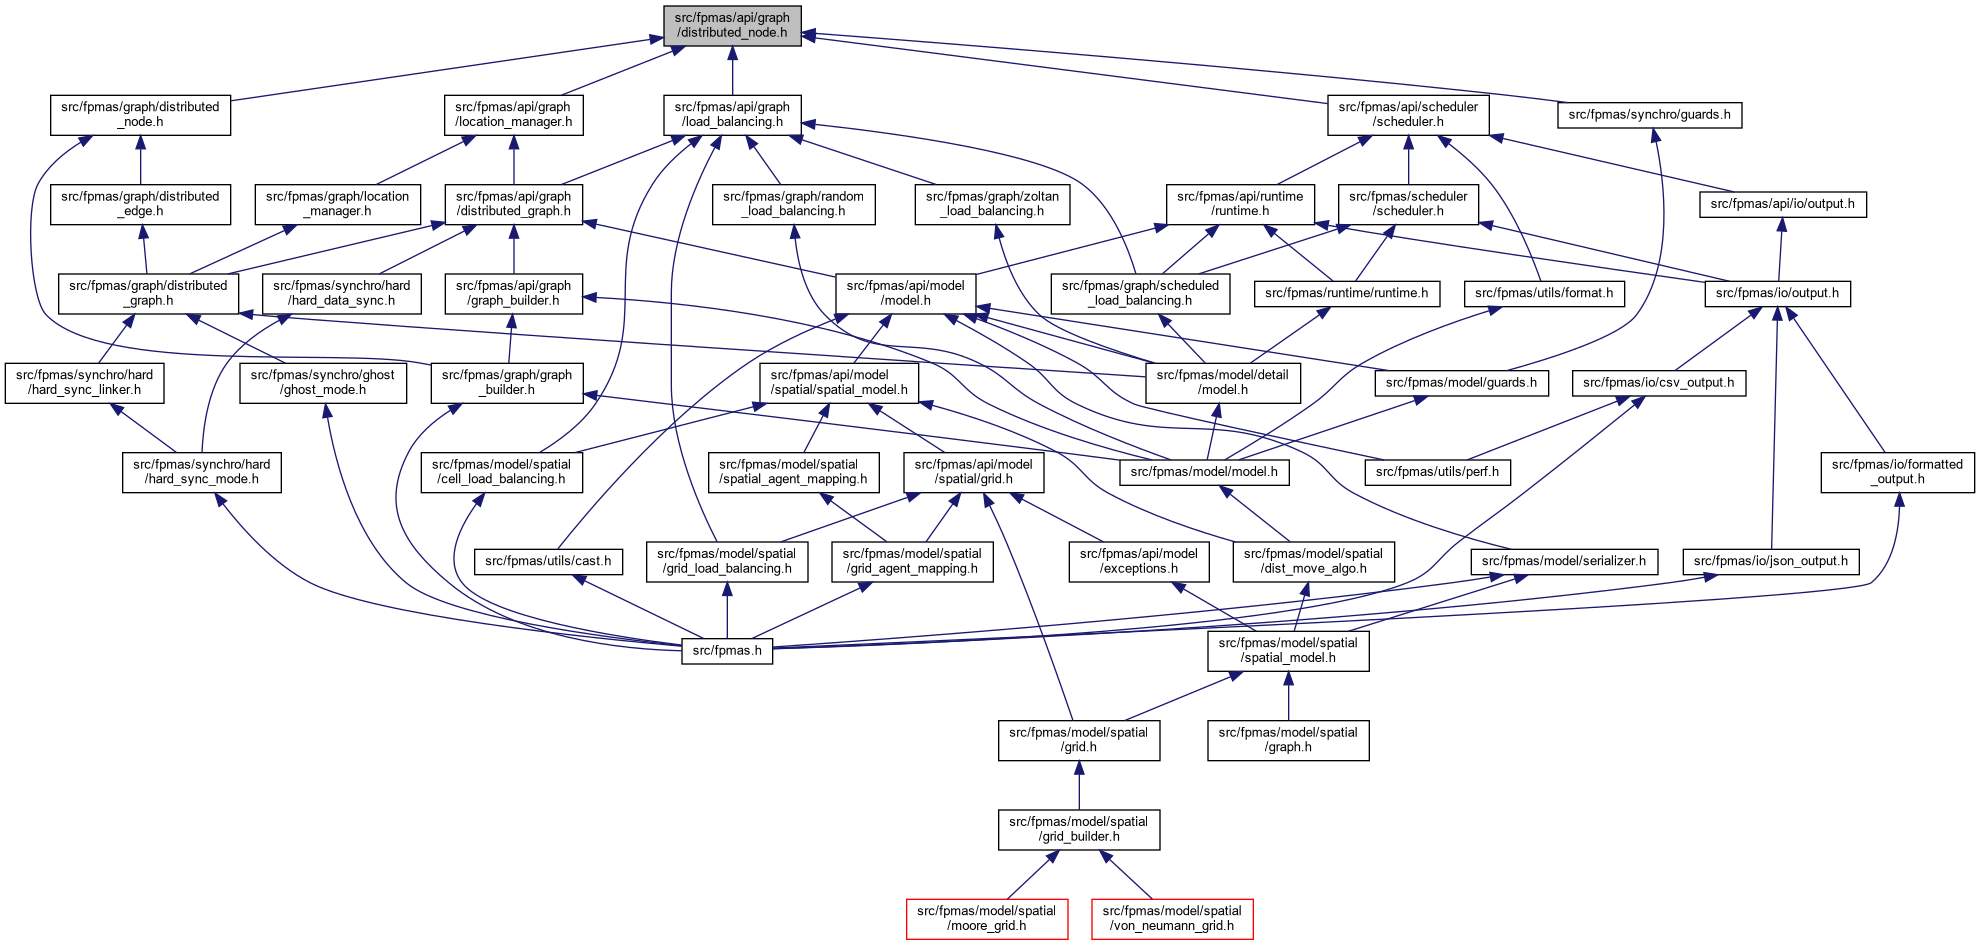 src/fpmas/api/graph
/distributed_node.h
src/fpmas/graph/distributed
_node.h
src/fpmas/api/graph
/location_manager.h
src/fpmas/api/graph
/load_balancing.h
src/fpmas/api/scheduler
/scheduler.h
src/fpmas/synchro/guards.h
src/fpmas/graph/distributed
_edge.h
src/fpmas/graph/location
_manager.h
src/fpmas/api/graph
/distributed_graph.h
src/fpmas/graph/random
_load_balancing.h
src/fpmas/graph/zoltan
_load_balancing.h
src/fpmas/api/runtime
/runtime.h
src/fpmas/scheduler
/scheduler.h
src/fpmas/api/io/output.h
src/fpmas/graph/distributed
_graph.h
src/fpmas/synchro/hard
/hard_data_sync.h
src/fpmas/api/graph
/graph_builder.h
src/fpmas/api/model
/model.h
src/fpmas/graph/scheduled
_load_balancing.h
src/fpmas/runtime/runtime.h
src/fpmas/utils/format.h
src/fpmas/io/output.h
src/fpmas/synchro/hard
/hard_sync_linker.h
src/fpmas/synchro/ghost
/ghost_mode.h
src/fpmas/graph/graph
_builder.h
src/fpmas/api/model
/spatial/spatial_model.h
src/fpmas/model/detail
/model.h
src/fpmas/model/guards.h
src/fpmas/io/csv_output.h
src/fpmas/synchro/hard
/hard_sync_mode.h
src/fpmas/model/spatial
/cell_load_balancing.h
src/fpmas/model/spatial
/spatial_agent_mapping.h
src/fpmas/api/model
/spatial/grid.h
src/fpmas/model/model.h
src/fpmas/utils/perf.h
src/fpmas/io/formatted
_output.h
src/fpmas/utils/cast.h
src/fpmas/model/spatial
/grid_load_balancing.h
src/fpmas/model/spatial
/grid_agent_mapping.h
src/fpmas/api/model
/exceptions.h
src/fpmas/model/spatial
/dist_move_algo.h
src/fpmas/model/serializer.h
src/fpmas/io/json_output.h
src/fpmas.h
src/fpmas/model/spatial
/spatial_model.h
src/fpmas/model/spatial
/grid.h
src/fpmas/model/spatial
/graph.h
src/fpmas/model/spatial
/grid_builder.h
src/fpmas/model/spatial
/moore_grid.h
src/fpmas/model/spatial
/von_neumann_grid.h